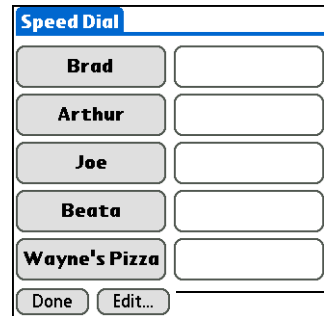 Speed Dial
Brad
Arthur
Joe
Beata
Wayne's Pizza
Done Edit...